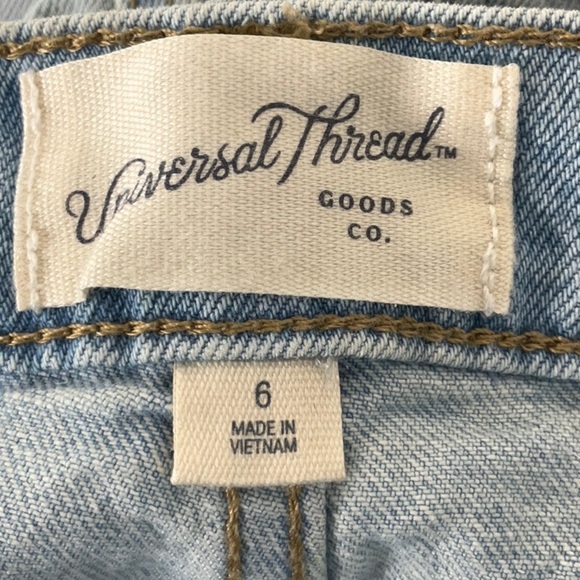 Universal Thread™
GOODS
CO.
6
MADE IN
VIETNAM